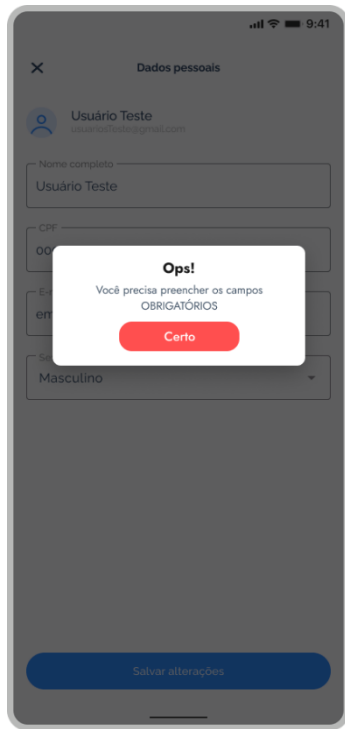 9:41
Dados pessoais
Usuário Teste
usuarioTeste@gmail.com
Nome completo
Usuário Teste
CPF
Ops!
Você precisa preencher os campos
OBRIGATÓRIOS
Certo
Masculino
Salvar alterações